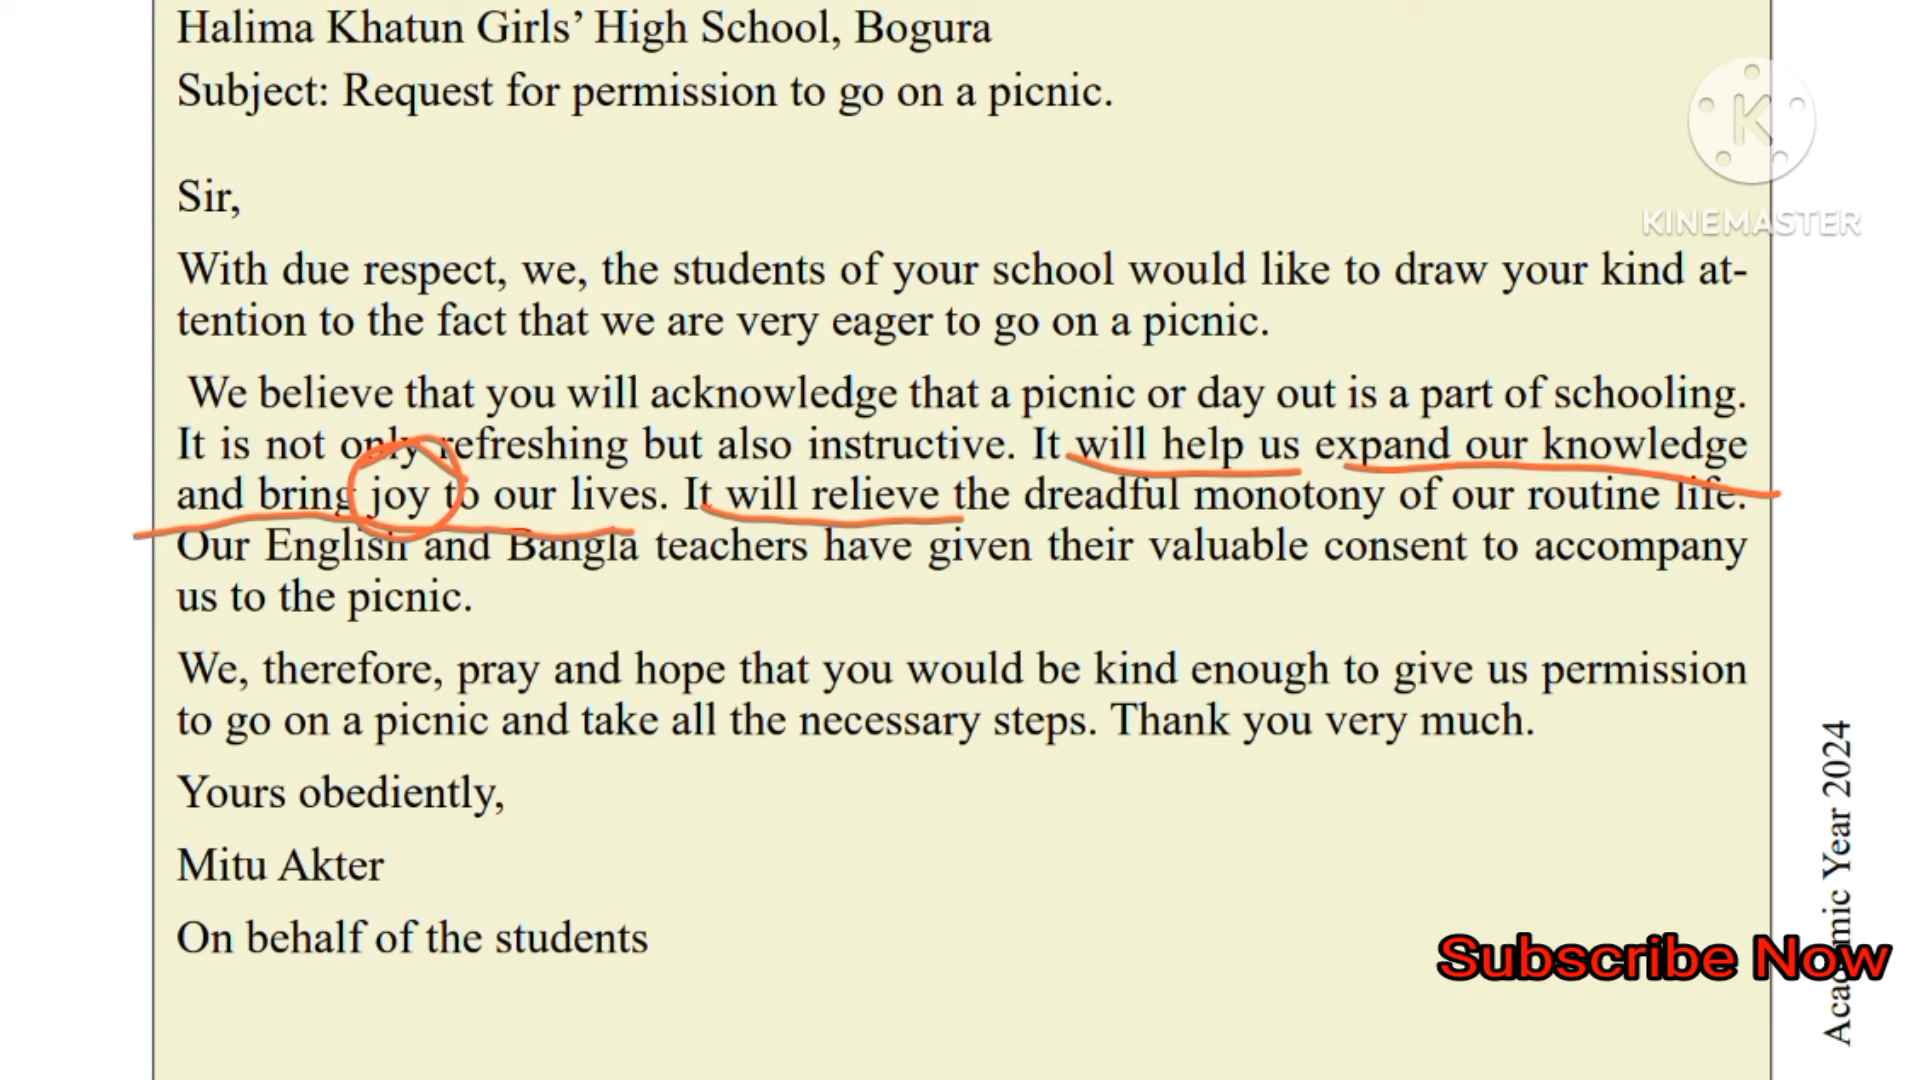 Halima Khatun Girls’ High School, Bogura
Subject: Request for permission to go on a picnic.
K
KINEMASTER
Sir,
With due respect, we, the students of your school would like to draw your kind at-
tention to the fact that we are very eager to go on a picnic.
We believe that you will acknowledge that a picnic or day out is a part of schooling.
It is not only refreshing but also instructive. It will help us expand our knowledge
and bring joy to our lives. It will relieve the dreadful monotony of our routine life.
Our English and Bangla teachers have given their valuable consent to accompany
us to the picnic.
We, therefore, pray and hope that you would be kind enough to give us permission
to go on a picnic and take all the necessary steps. Thank you very much.
Yours obediently,
Mitu Akter
On behalf of the students
Subscribe Now
Academic Year 2024